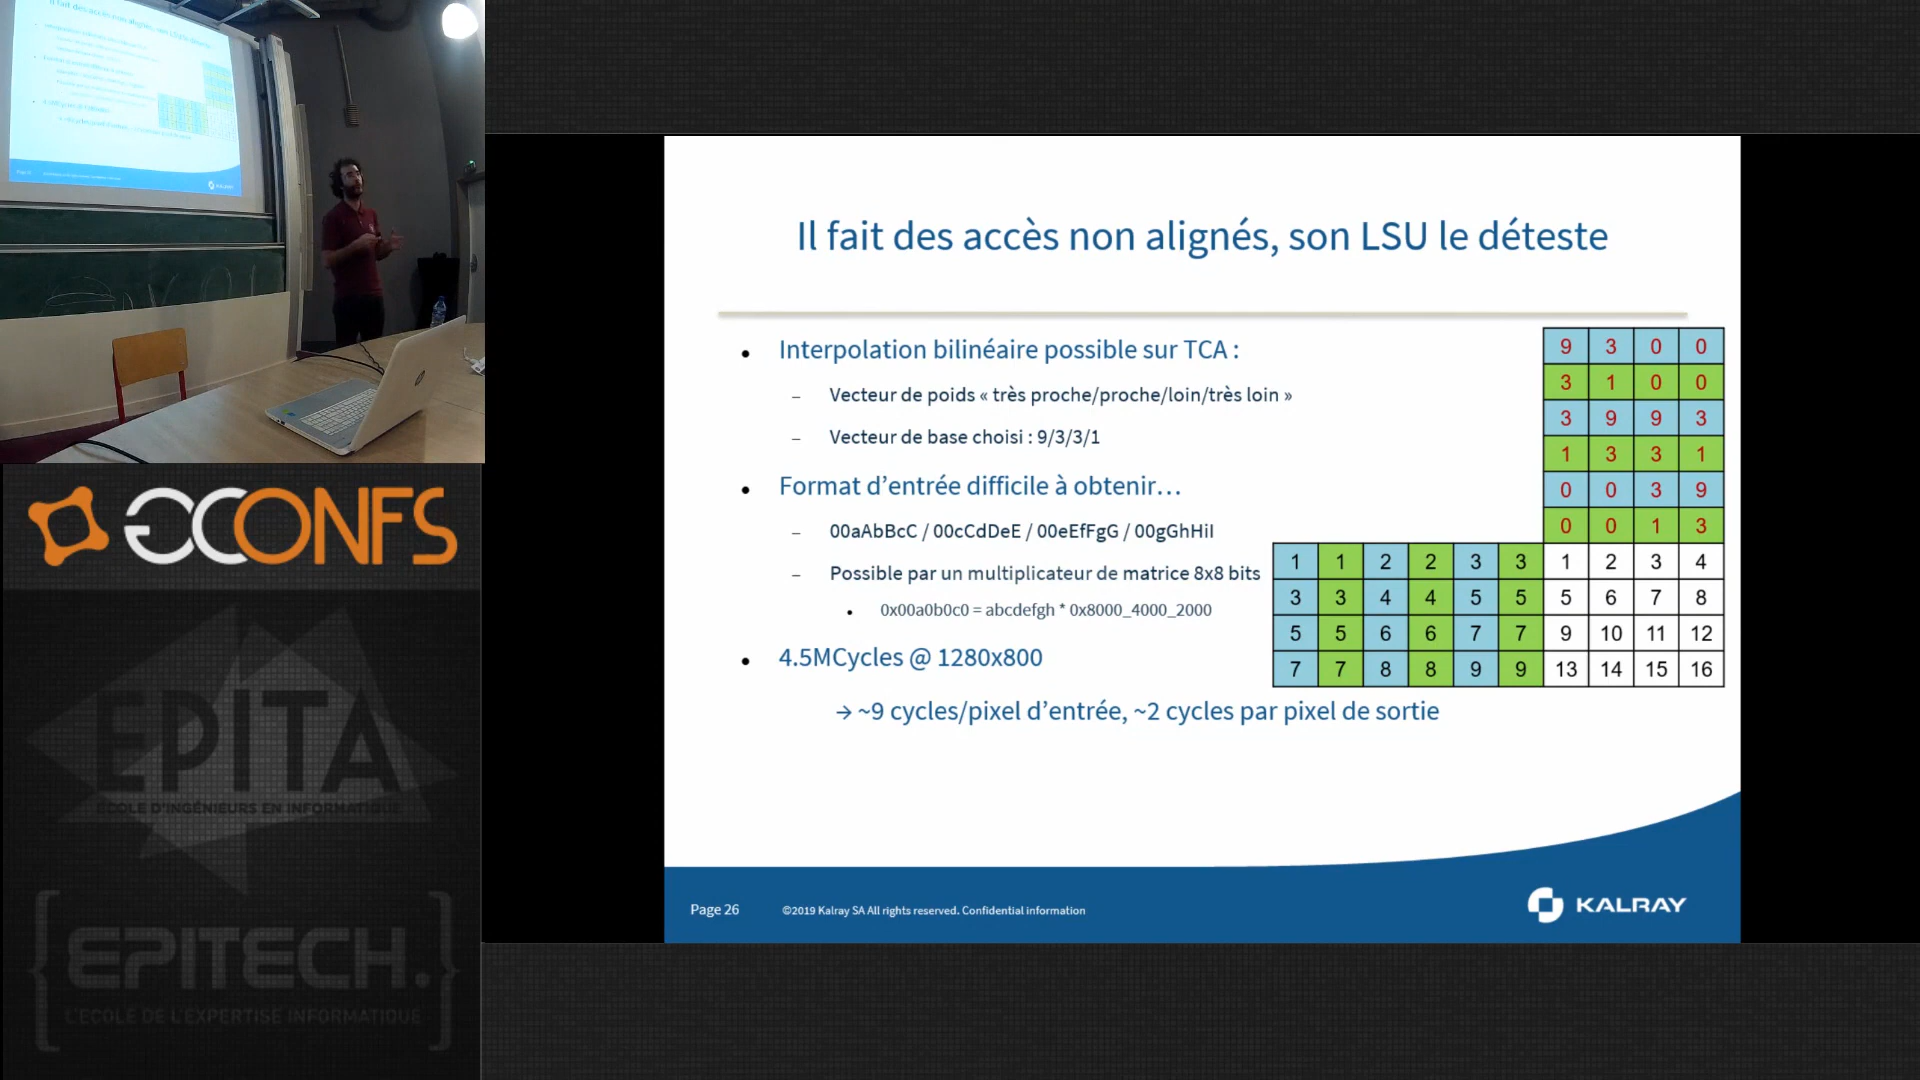 Il fait des accès non alignés, son LSU le déteste
Interpolation bilinéaire possible sur TCA :
Vecteur de poids « très proche/proche/loin/très loin »
Vecteur de base choisi : 9/3/3/1
Format d’entrée difficile à obtenir…
00aAbBcC / 00cCdDeE / 00eEfFgG / 00gGhHiI
Possible par un multiplicateur de matrice 8x8 bits
0x00a0b0c0 = abcdefgh * 0x8000_4000_2000
4.5MCycles @ 1280x800
→ ~9 cycles/pixel d’entrée, ~2 cycles par pixel de sortie
9 3 0 0
3 1 0 0
3 9 9 3
1 3 3 1
0 0 3 9
0 0 1 3
1 1 2 2 3 3 1 2 3 4
3 3 4 4 5 5 5 6 7 8
5 5 6 6 7 7 9 10 11 12
7 7 8 8 9 9 13 14 15 16
Page 26
©2019 Kalray SA All rights reserved. Confidential information
KALRAY
GCONFS
EPITA
ÉCOLE D'INGÉNIEURS EN INFORMATIQUE
{EPITECH.}
L'ÉCOLE DE L'EXPERTISE INFORMATIQUE